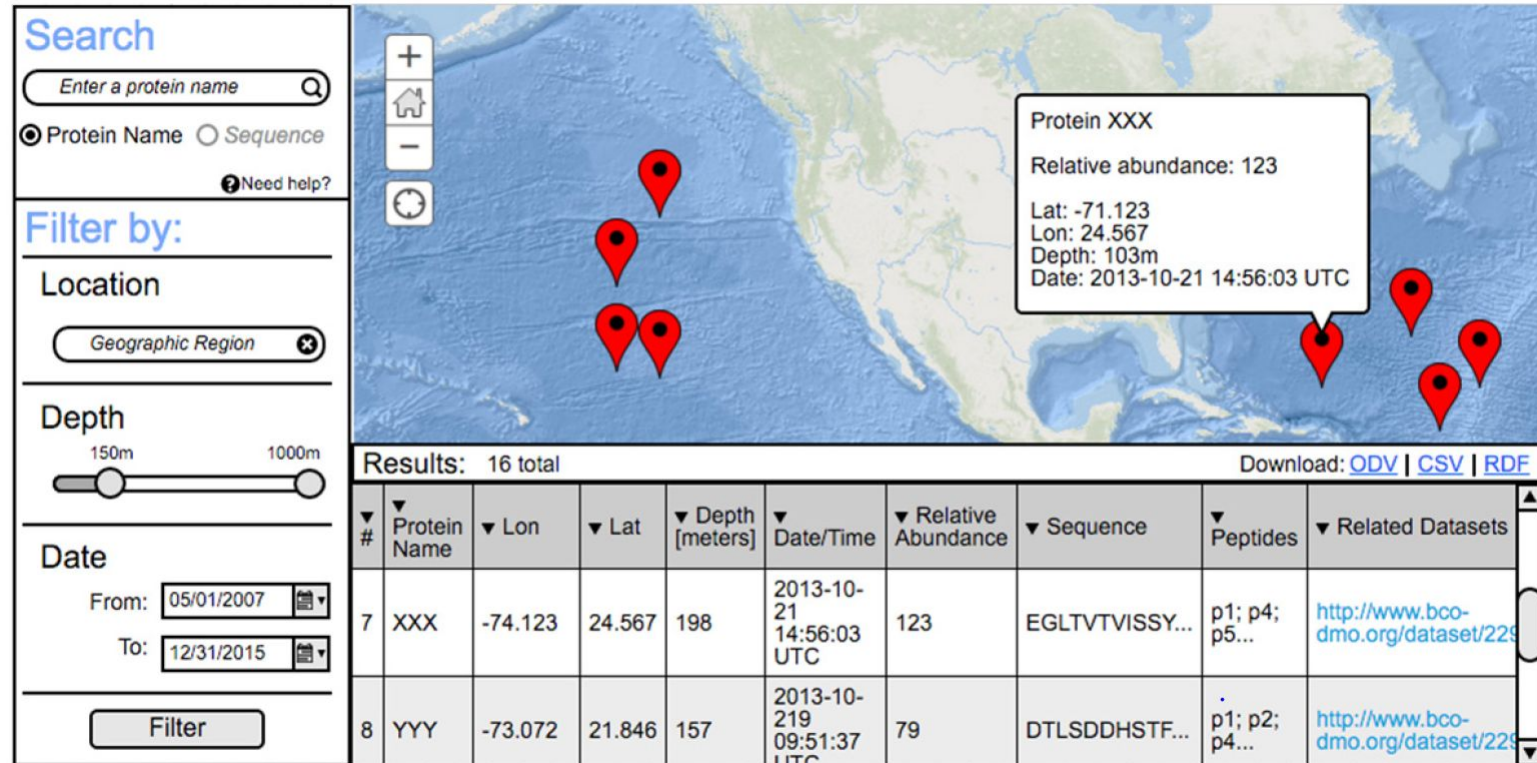 Search
Enter a protein name
Protein Name Sequence
?Need help?
Filter by:
Location
Geographic Region
Depth
150m 1000m
Date
From: 05/01/2007
To: 12/31/2015
Filter
+
−
Protein XXX
Relative abundance: 123
Lat: -71.123
Lon: 24.567
Depth: 103m
Date: 2013-10-21 14:56:03 UTC
Results: 16 total Download: ODV | CSV | RDF
▼ # ▼ Protein Name ▼ Lon ▼ Lat ▼ Depth [meters] ▼ Date/Time ▼ Relative Abundance ▼ Sequence ▼ Peptides ▼ Related Datasets
7 XXX -74.123 24.567 198 2013-10-21 14:56:03 UTC 123 EGLTVTVISSY... p1; p4; p5... http://www.bco-dmo.org/dataset/229
8 YYY -73.072 21.846 157 2013-10-219 09:51:37 UTC 79 DTLSDDHSTF... p1; p2; p4... http://www.bco-dmo.org/dataset/229